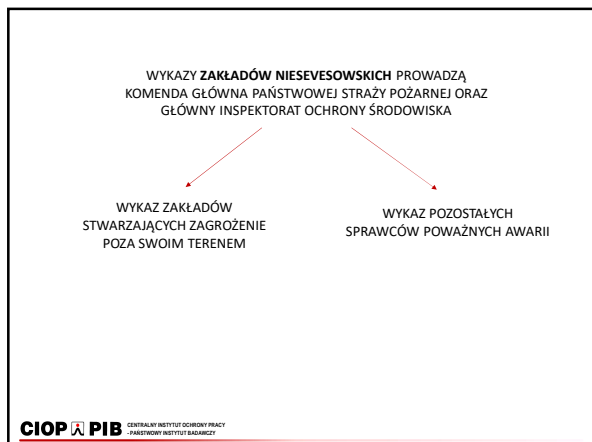 WYKAZY ZAKŁADÓW NIESEVESOWSKICH PROWADZĄ
KOMENDA GŁÓWNA PAŃSTWOWEJ STRAŻY POŻARNEJ ORAZ
GŁÓWNY INSPEKTORAT OCHRONY ŚRODOWISKA
WYKAZ ZAKŁADÓW
STWARZAJĄCYCH ZAGROŻENIE
POZA SWOIM TERENEM
WYKAZ POZOSTAŁYCH
SPRAWCÓW POWAŻNYCH AWARII
CIOP PIB
CENTRALNY INSTYTUT OCHRONY PRACY
- PAŃSTWOWY INSTYTUT BADAWCZY